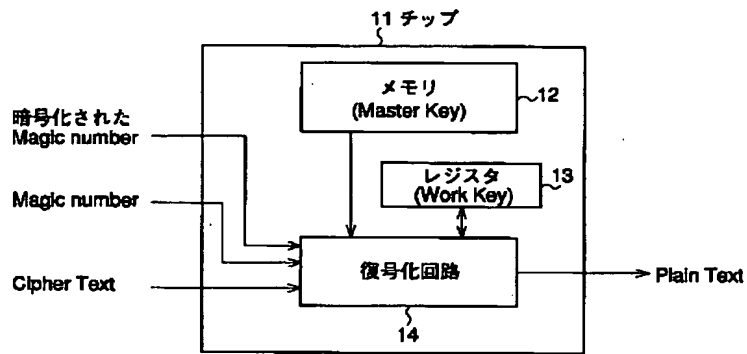 11 チップ
メモリ
(Master Key)
12
暗号化された
Magic number
レジスタ
(Work Key)
13
Magic number
復号化回路
Cipher Text
Plain Text
14